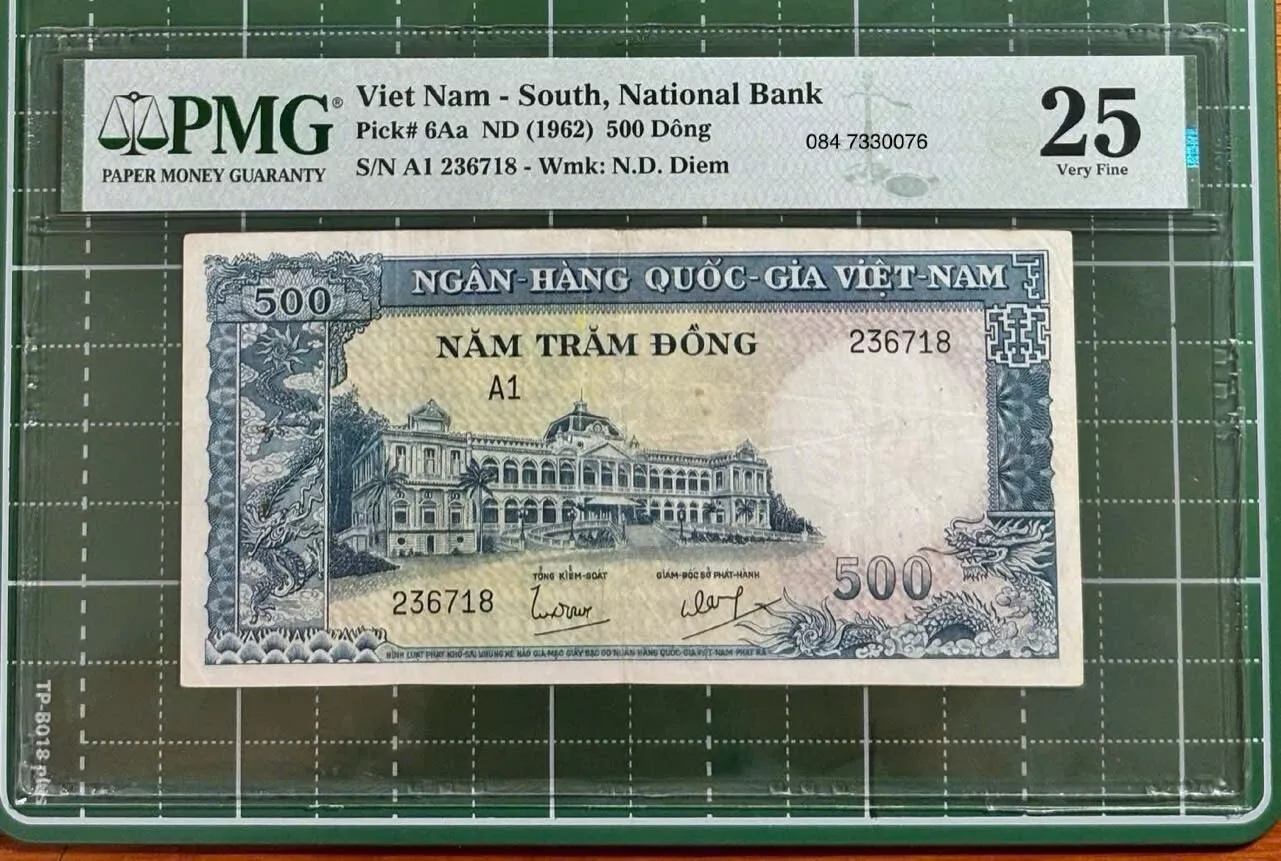 PMG®
PAPER MONEY GUARANTY
Viet Nam - South, National Bank
Pick# 6Aa ND (1962) 500 Dông
S/N A1 236718 - Wmk: N.D. Diem
084 7330076
25
Very Fine
NGÂN-HÀNG QUỐC-GIA VIỆT-NAM
500
NĂM TRĂM ĐỒNG
236718
A1
TỔNG KIỂM-SOÁT
GIÁM-ĐỐC SỞ PHÁT-HÀNH
236718
500
TP-8018 plus